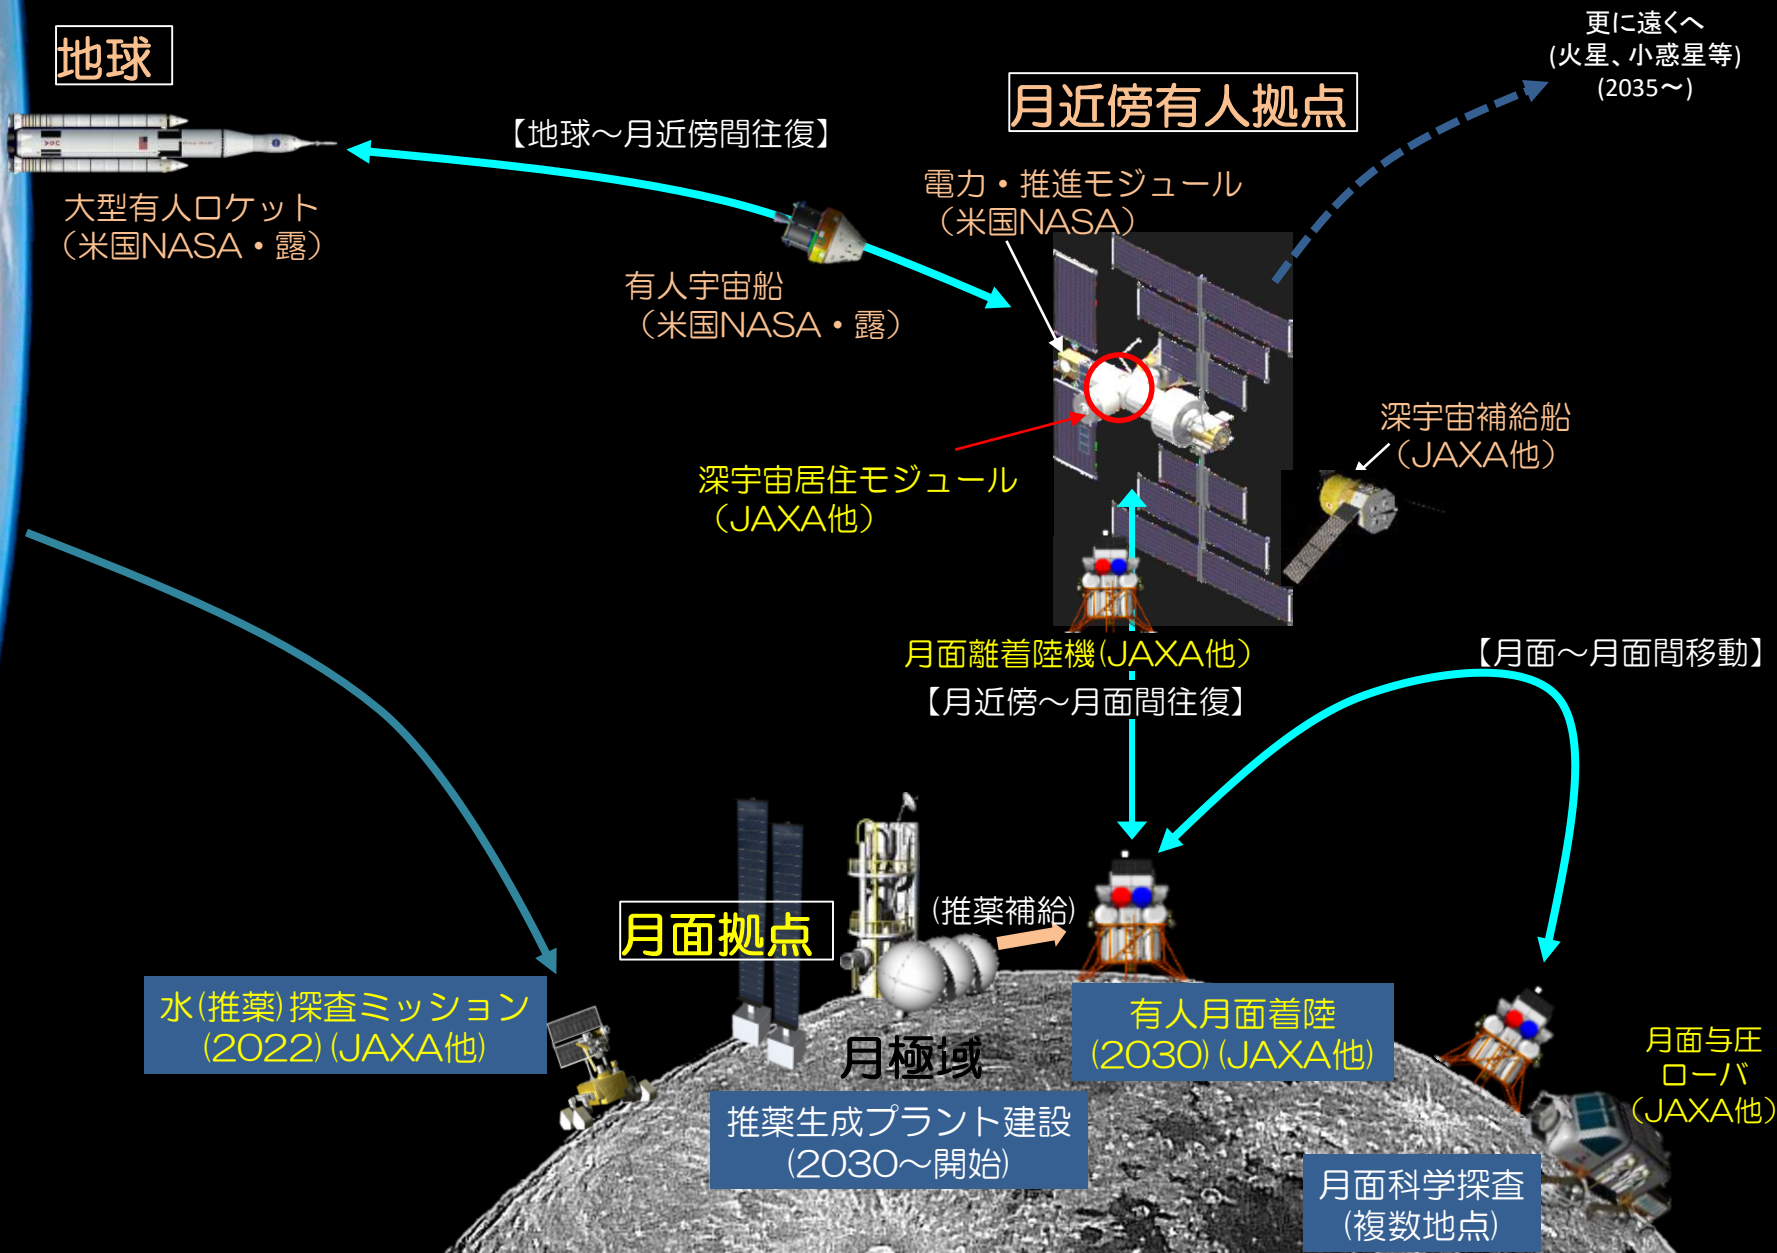 地球
更に遠くへ
(火星、小惑星等)
(2035〜)
月近傍有人拠点
【地球〜月近傍間往復】
電力・推進モジュール
（米国NASA）
大型有人ロケット
（米国NASA・露）
有人宇宙船
（米国NASA・露）
深宇宙補給船
（JAXA他）
深宇宙居住モジュール
（JAXA他）
月面離着陸機(JAXA他）
【月近傍〜月面間往復】
【月面〜月面間移動】
月面拠点
(推薬補給)
水(推薬)探査ミッション
(2022)(JAXA他)
有人月面着陸
(2030)(JAXA他)
月極域
月面与圧
ローバ
（JAXA他）
推薬生成プラント建設
(2030〜開始)
月面科学探査
(複数地点)